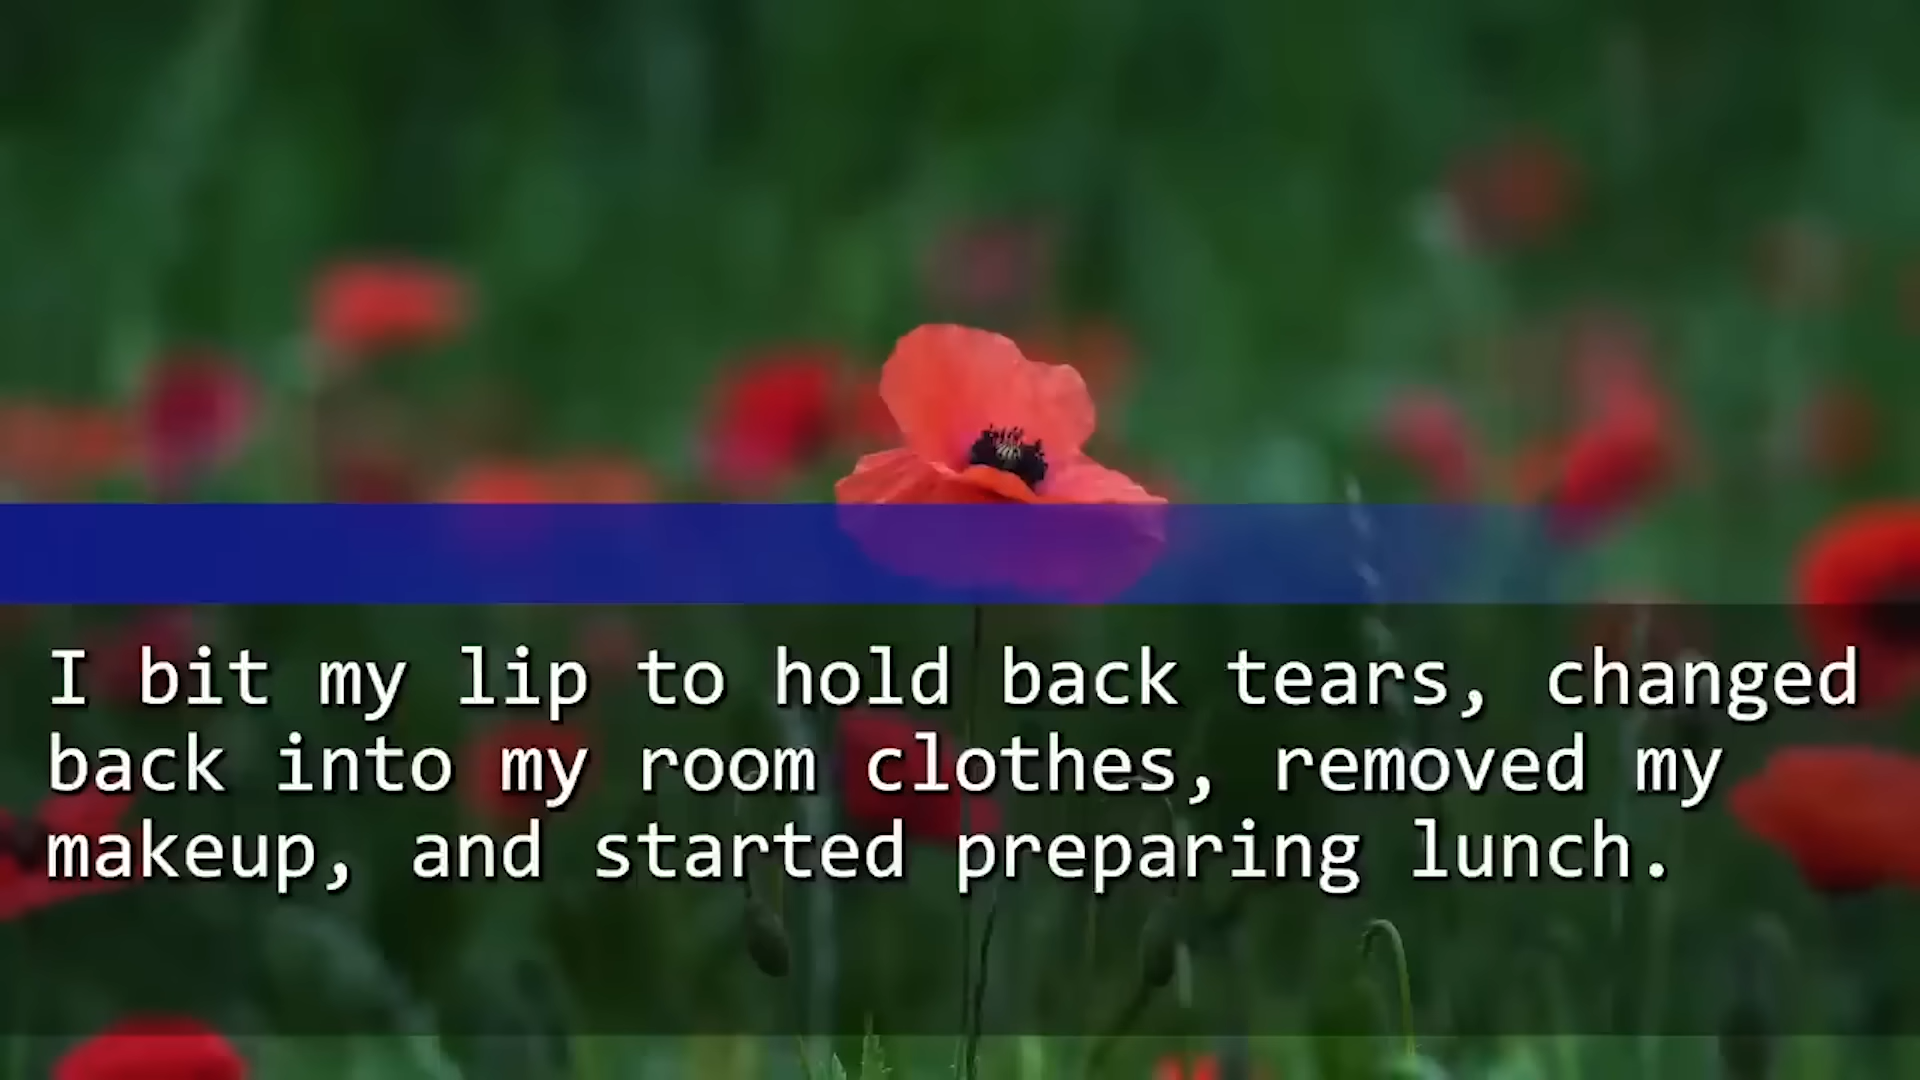 I bit my lip to hold back tears, changed
back into my room clothes, removed my
makeup, and started preparing lunch.